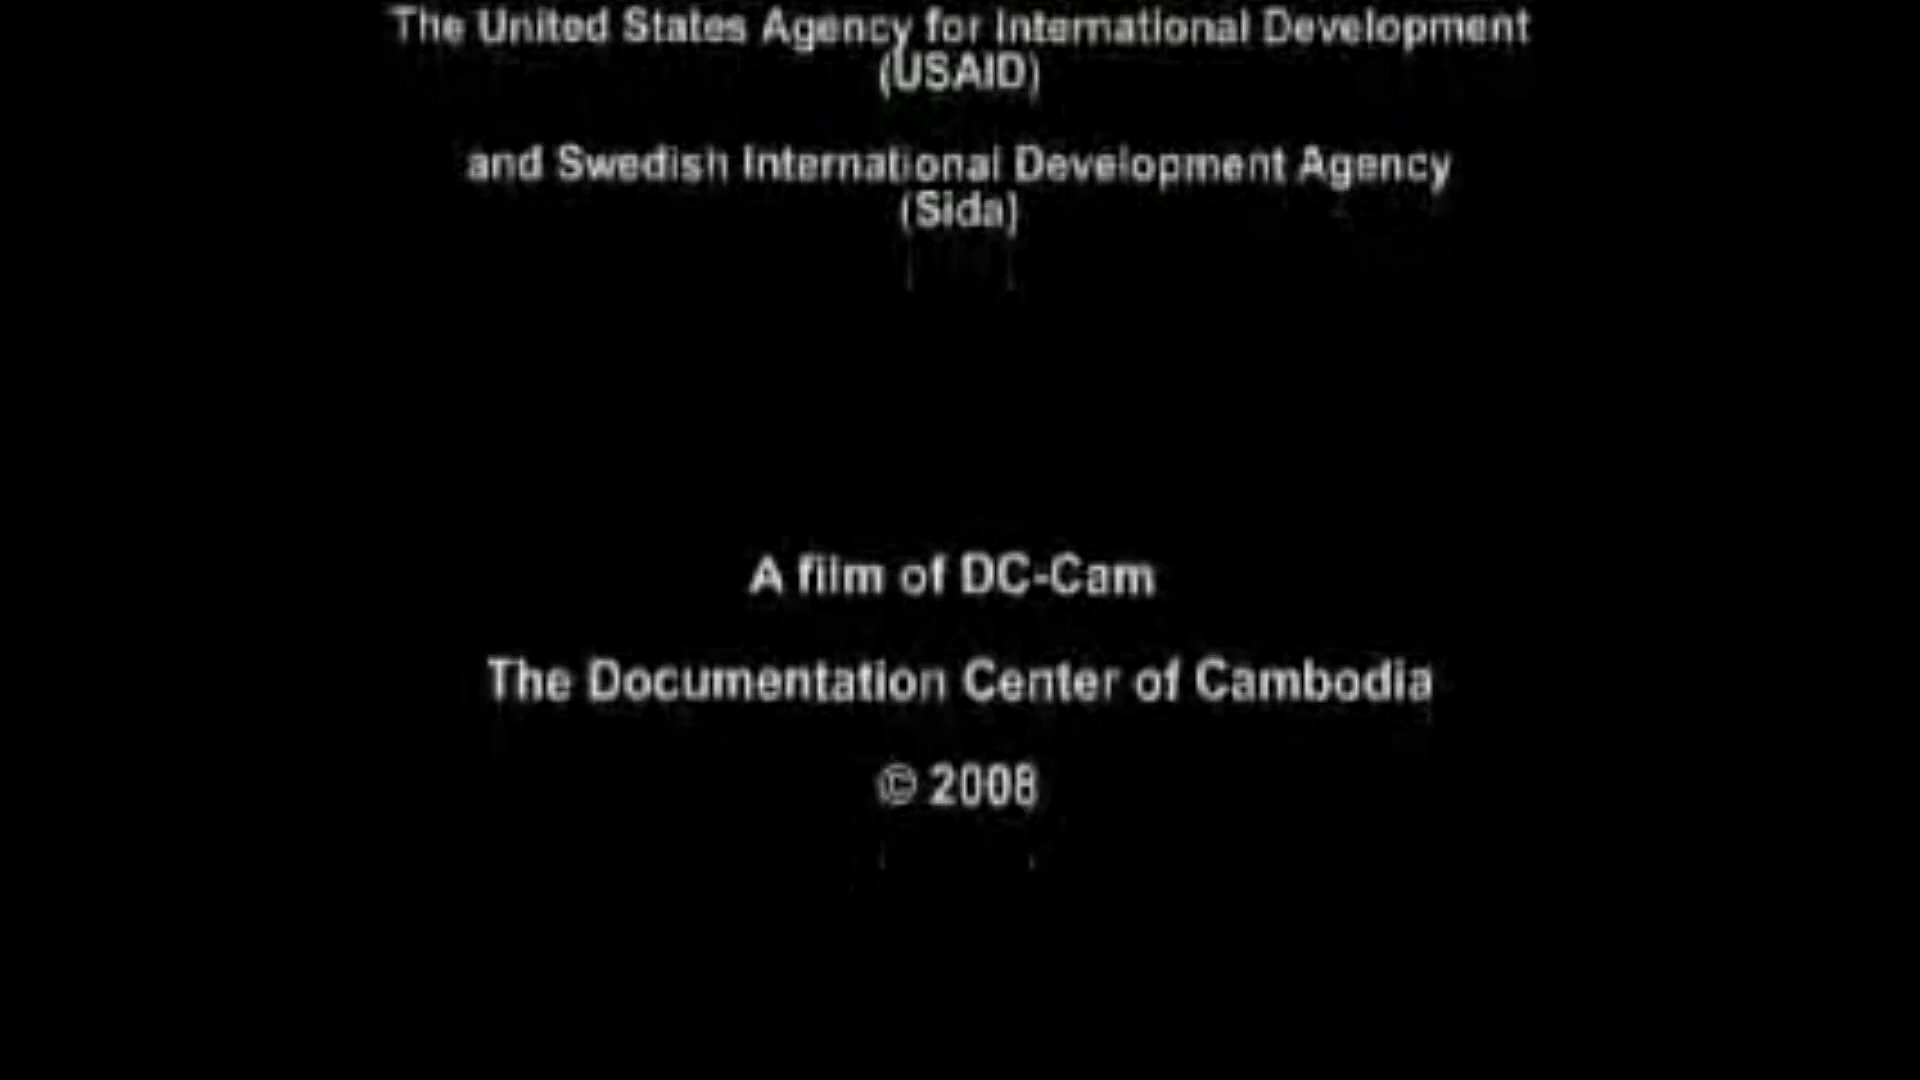 The United States Agency for International Development
(USAID)
and Swedish International Development Agency
(Sida)
A film of DC-Cam
The Documentation Center of Cambodia
© 2008